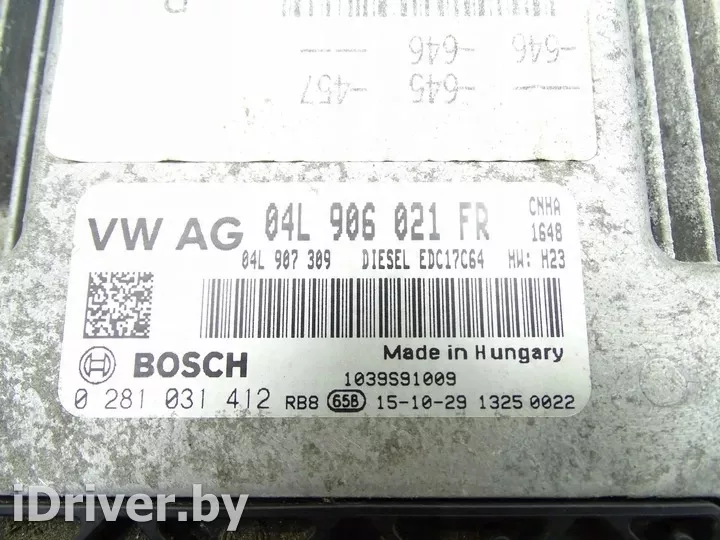 -646 -646 ——
—— -645 -457
VW AG 04L 906 021 FR CNHA
1648
04L 907 309 DIESEL EDC17C64 HW: H23
BOSCH Made in Hungary
1039S91009
0 281 031 412 RB8 65B 15-10-29 1325 0022
iDriver.by